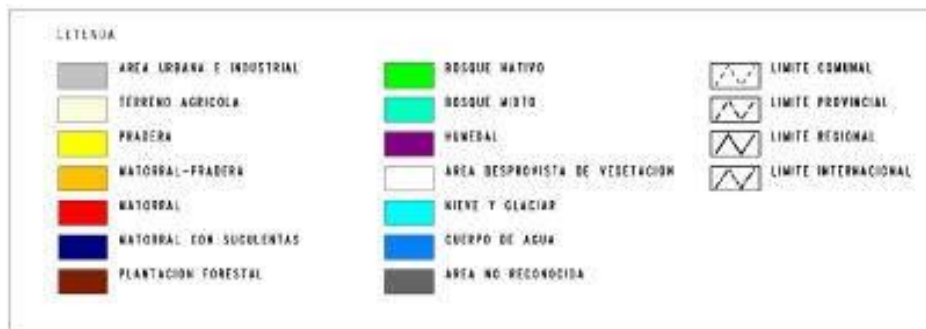 LEYENDA
AREA URBANA E INDUSTRIAL
TERRENO AGRICOLA
PRADERA
MATORRAL-PRADERA
MATORRAL
MATORRAL CON SUCULENTAS
PLANTACION FORESTAL
BOSQUE NATIVO
BOSQUE MIXTO
HUMEDAL
AREA DESPROVISTA DE VEGETACION
NIEVE Y GLACIAR
CUERPO DE AGUA
AREA NO RECONOCIDA
LIMITE COMUNAL
LIMITE PROVINCIAL
LIMITE REGIONAL
LIMITE INTERNACIONAL